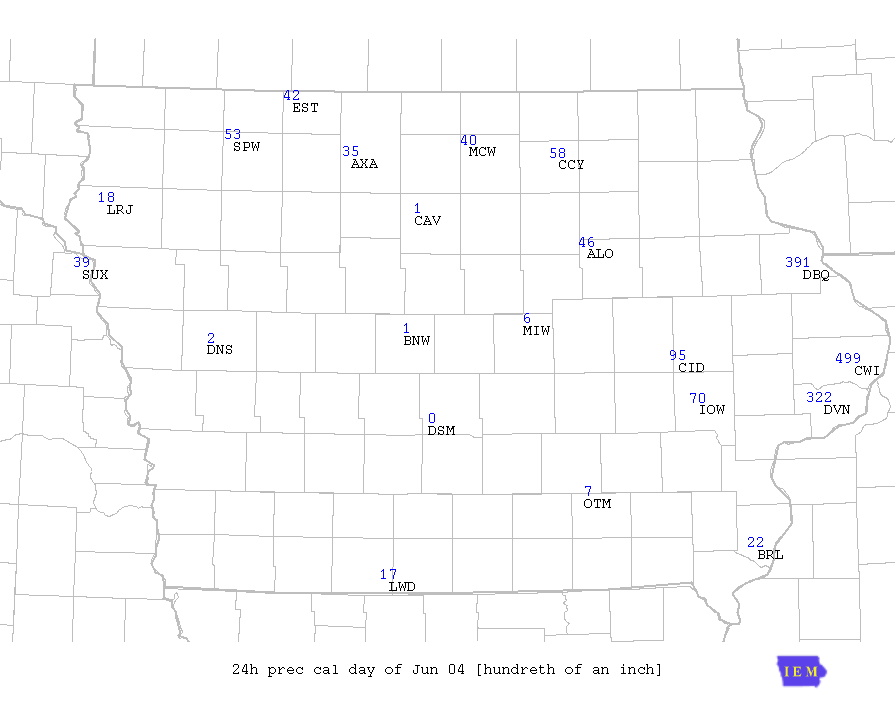 42
EST
53
SPW
35
AXA
40
MCW
58
CCY
18
LRJ
1
CAV
46
ALO
39
SUX
391
DBQ
2
DNS
1
BNW
6
MIW
95
CID
499
CWI
70
IOW
322
DVN
0
DSM
7
OTM
22
BRL
17
LWD
24h prec cal day of Jun 04 [hundreth of an inch]
IEM